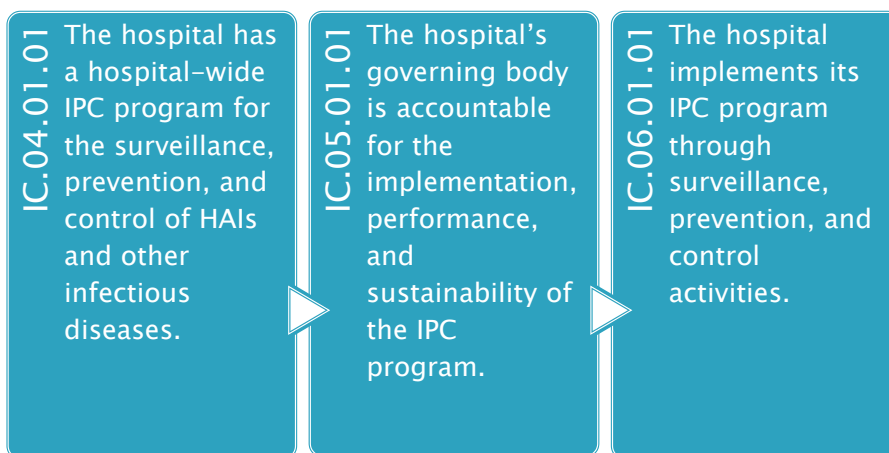 IC.04.01.01
The hospital has
a hospital-wide
IPC program for
the surveillance,
prevention, and
control of HAIs
and other
infectious
diseases.
IC.05.01.01
The hospital’s
governing body
is accountable
for the
implementation,
performance,
and
sustainability of
the IPC
program.
IC.06.01.01
The hospital
implements its
IPC program
through
surveillance,
prevention, and
control
activities.